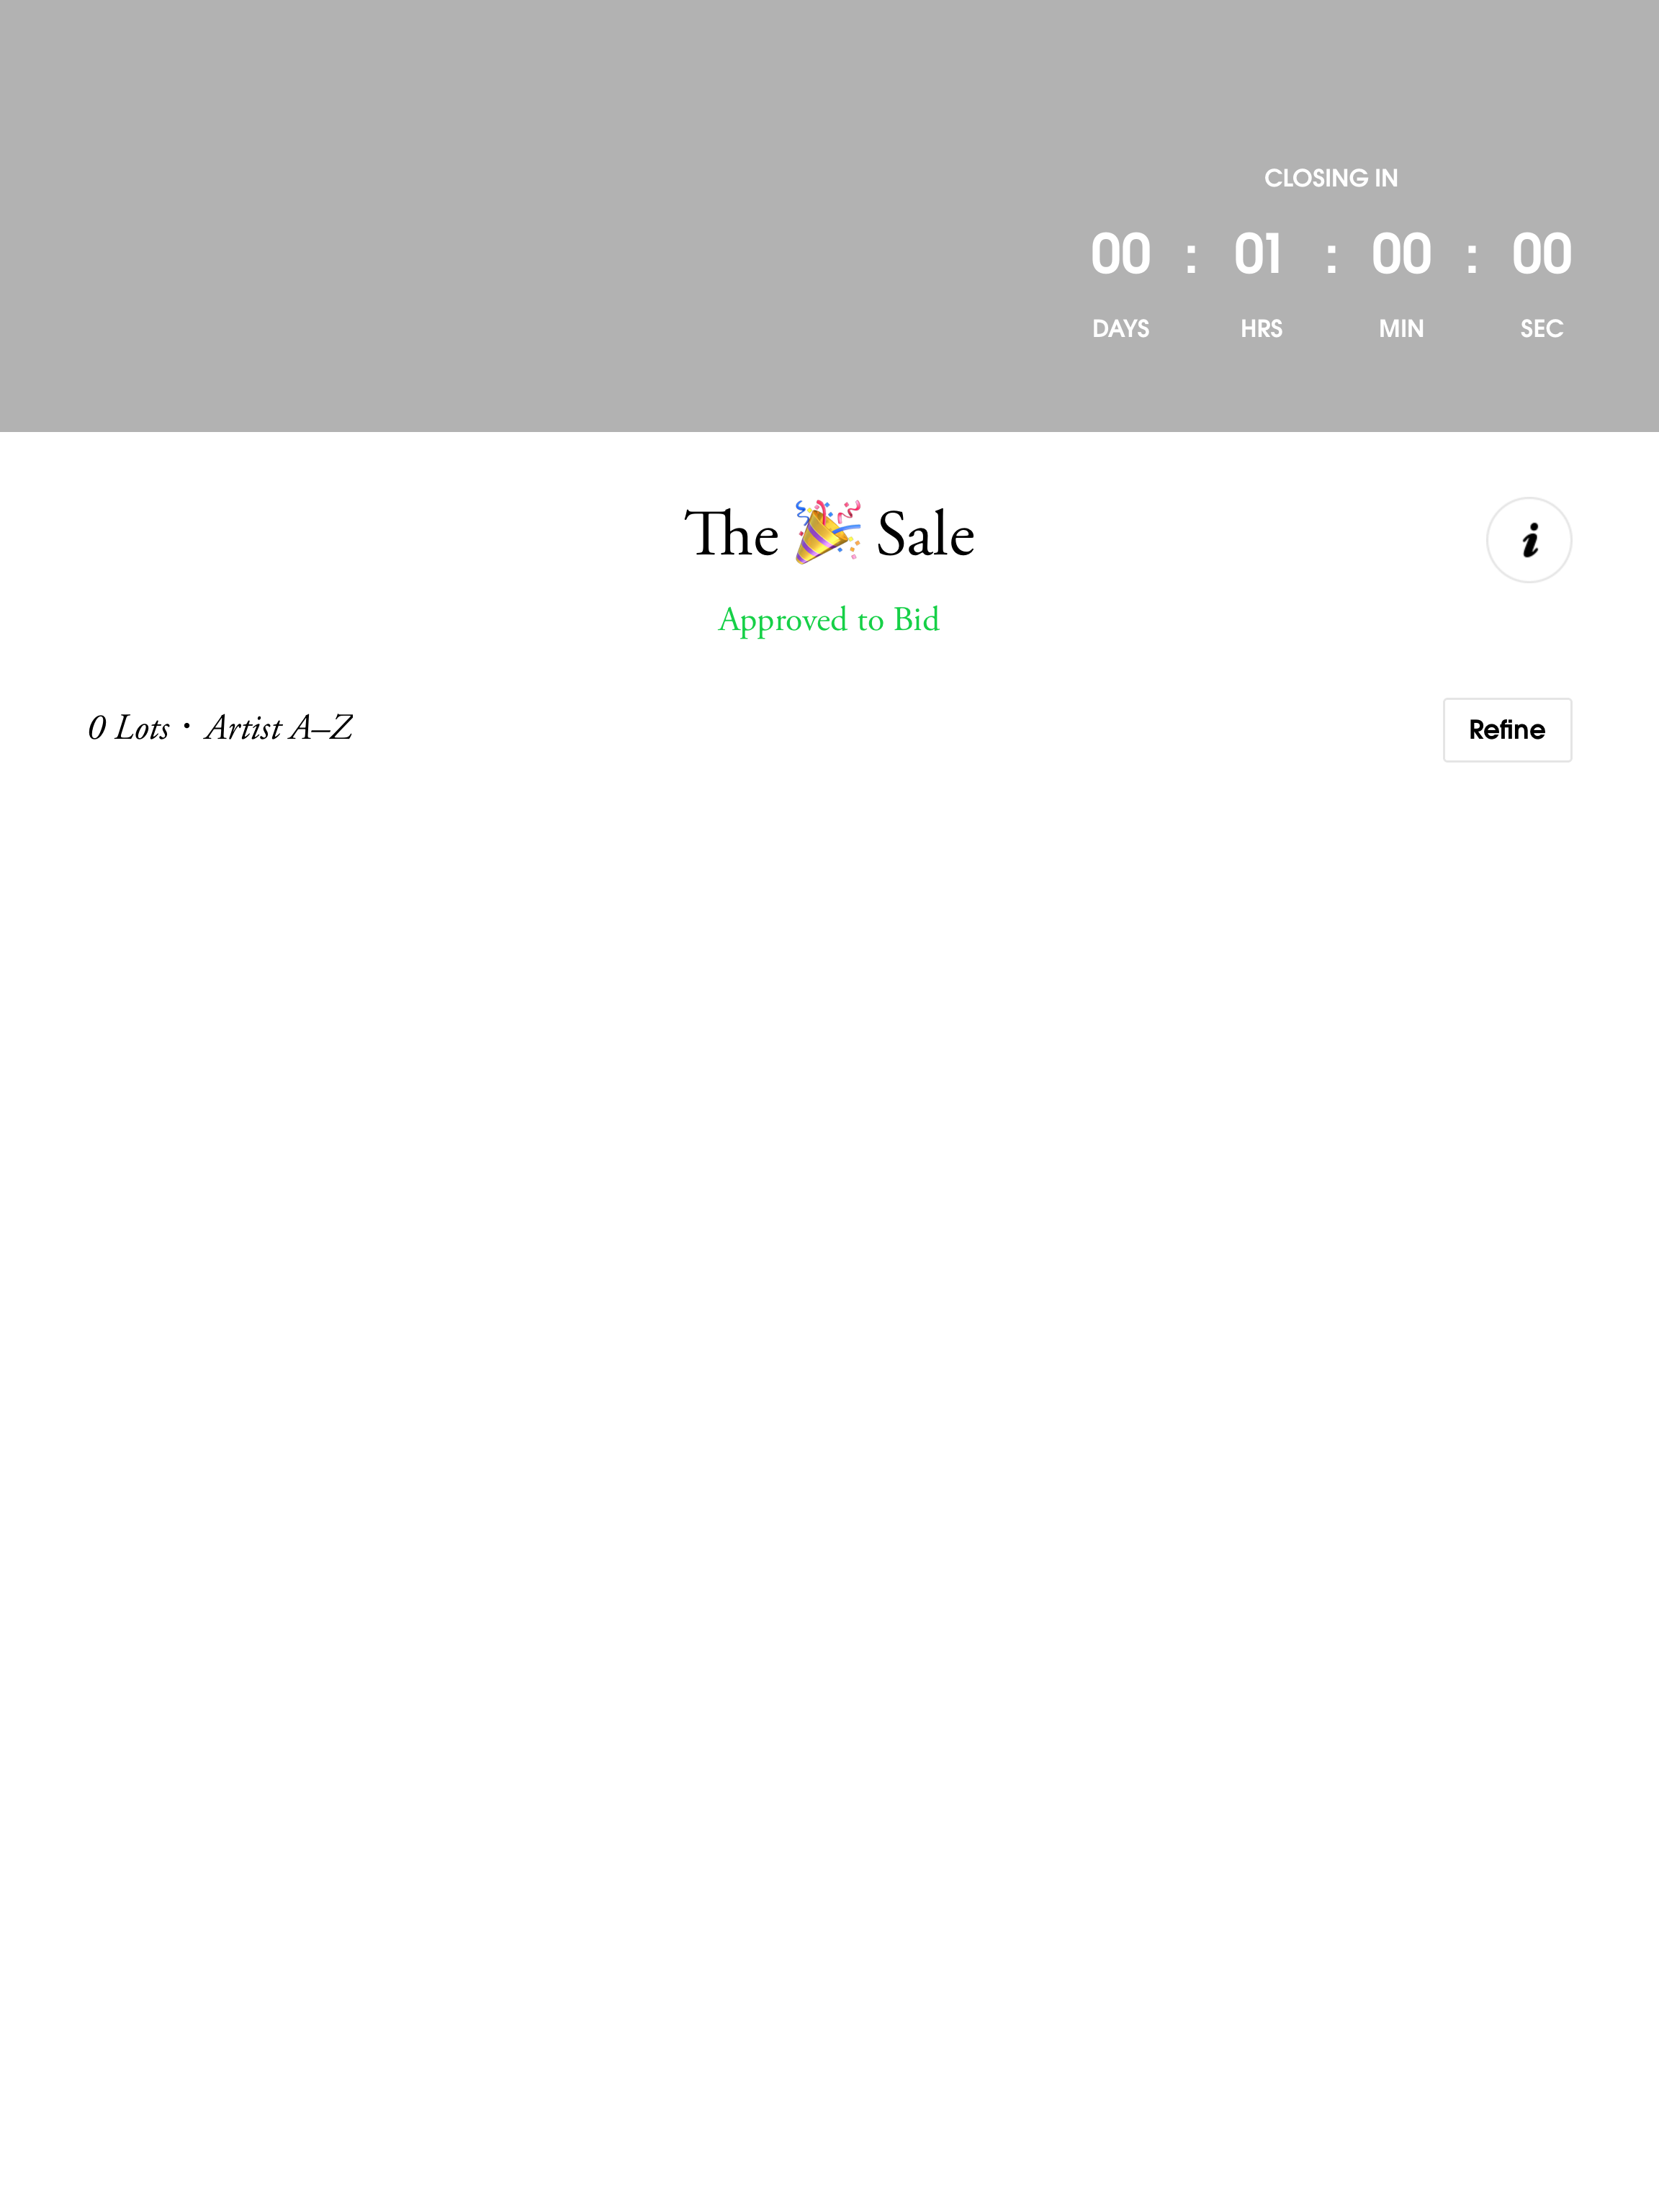 CLOSING IN
00 : 01 : 00 : 00
DAYS HRS MIN SEC
The 🎉 Sale
i
Approved to Bid
0 Lots • Artist A–Z
Refine